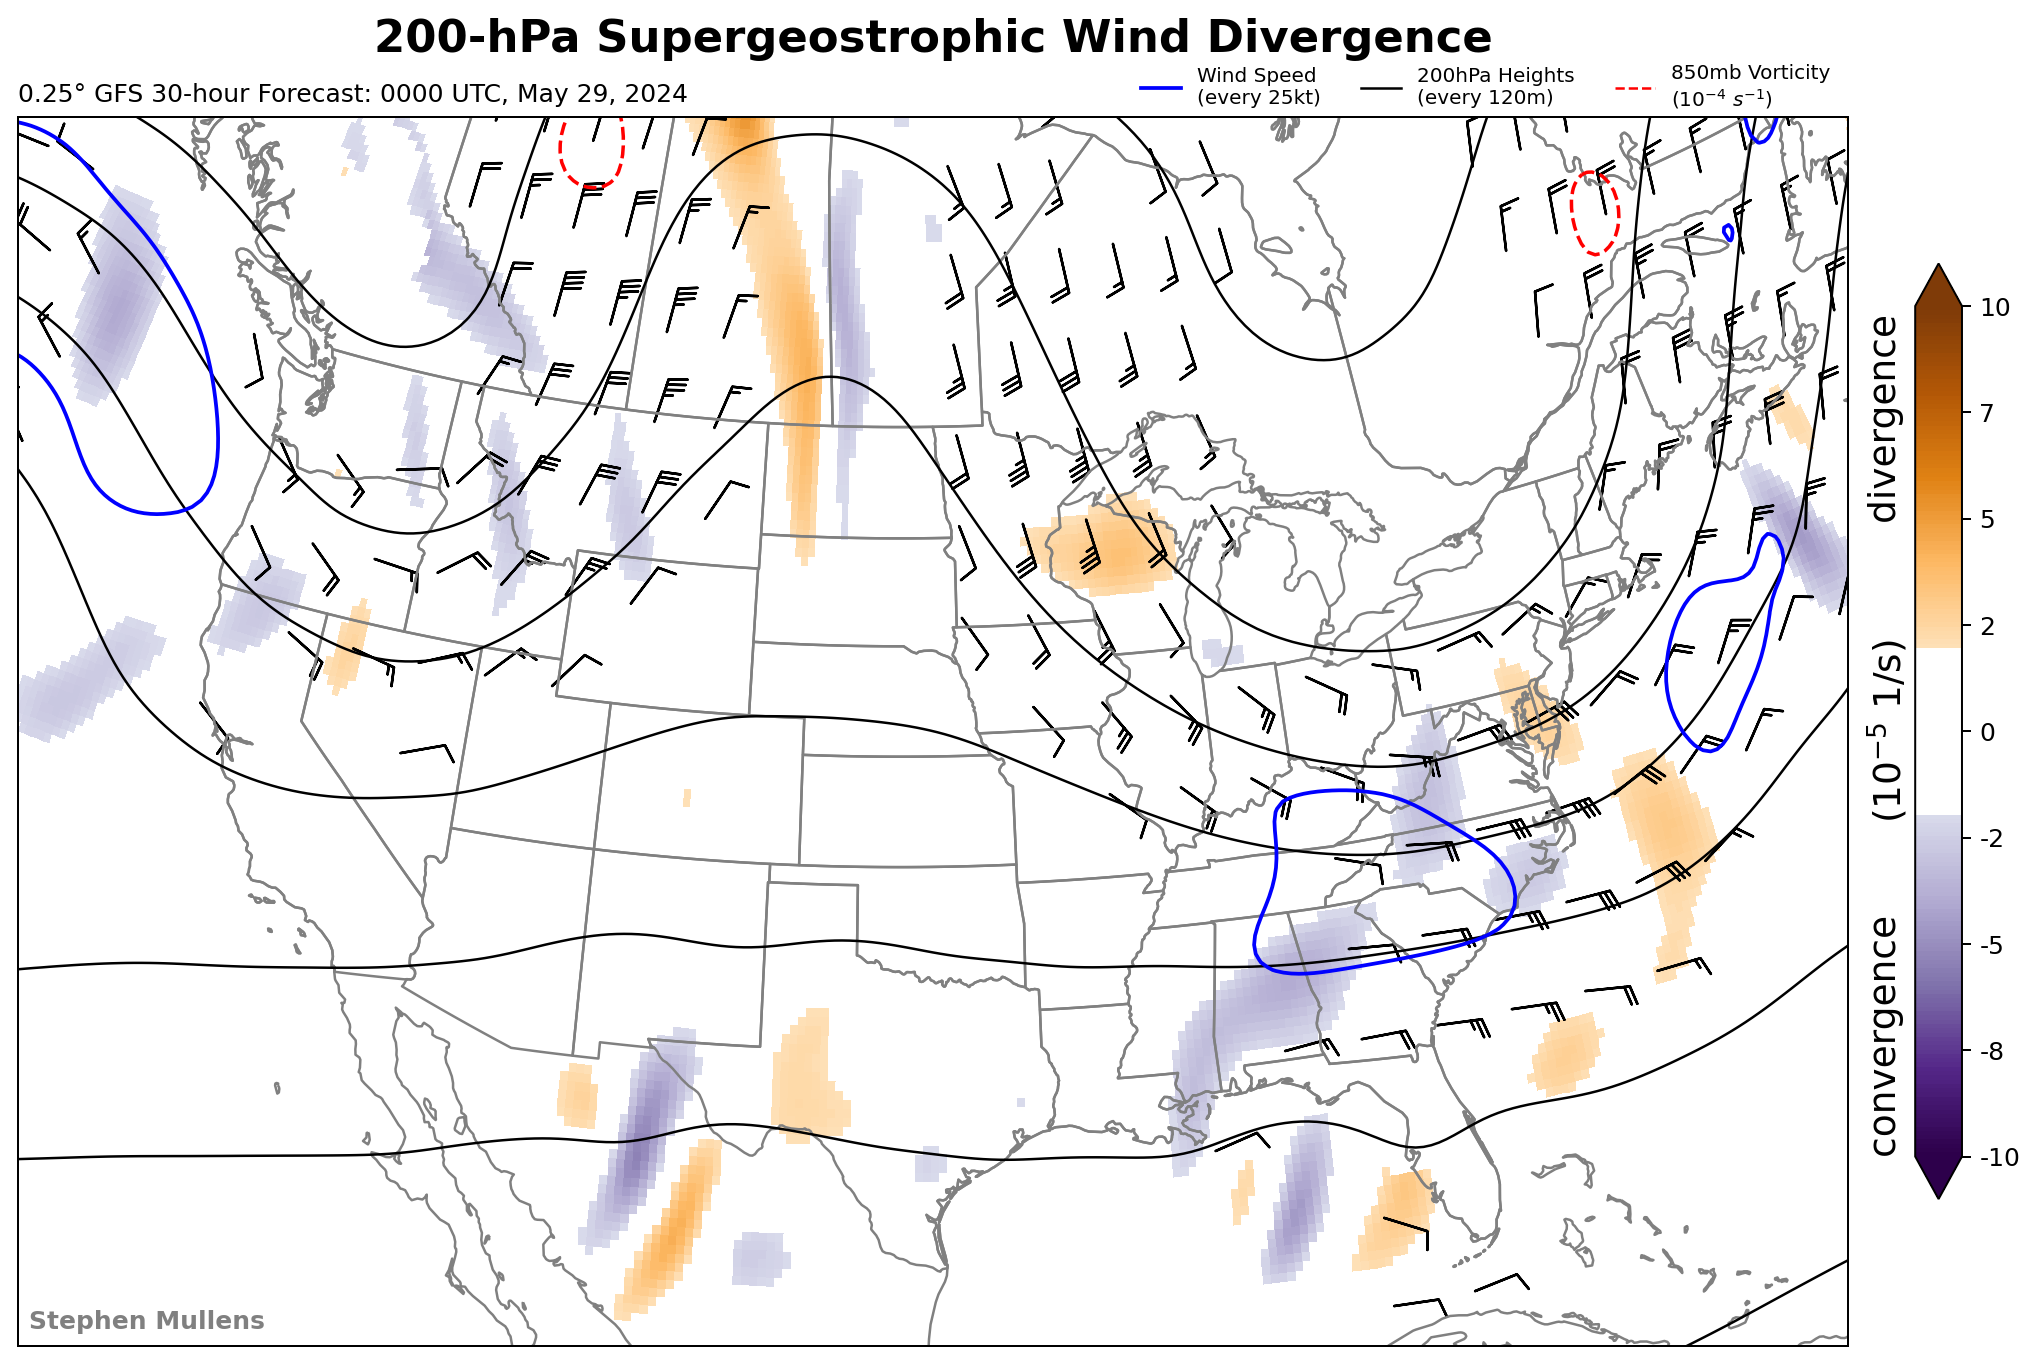 200-hPa Supergeostrophic Wind Divergence
0.25° GFS 30-hour Forecast: 0000 UTC, May 29, 2024
Wind Speed
(every 25kt)
200hPa Heights
(every 120m)
850mb Vorticity
(10⁻⁴ s⁻¹)
divergence
(10⁻⁵ 1/s)
convergence
10
7
5
2
0
-2
-5
-8
-10
Stephen Mullens